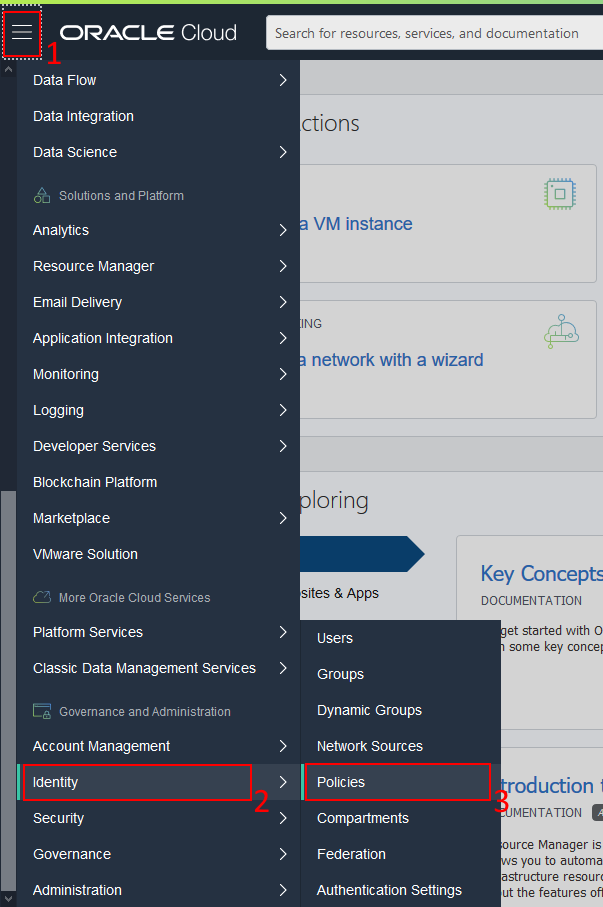 ORACLE Cloud
Search for resources, services, and documentation
1
Data Flow
Data Integration
Data Science
Solutions and Platform
Analytics
Resource Manager
Email Delivery
Application Integration
Monitoring
Logging
Developer Services
Blockchain Platform
Marketplace
VMware Solution
More Oracle Cloud Services
Platform Services
Classic Data Management Services
Governance and Administration
Account Management
Identity
2
Security
Governance
Administration
Users
Groups
Dynamic Groups
Network Sources
Policies
3
Compartments
Federation
Authentication Settings
ctions
a VM instance
KING
a network with a wizard
ploring
osites & Apps
Key Concepts
DOCUMENTATION
get started with O
n some key concep
troduction t
CUMENTATION
source Manager is
ws you to automa
astructure resour
ut the features of